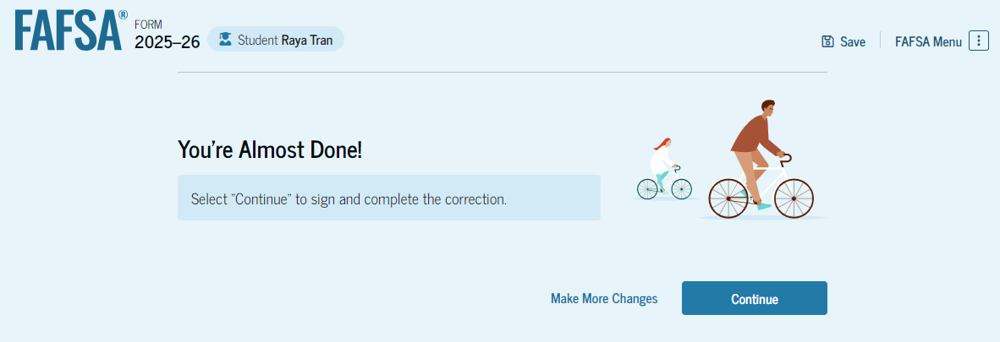 FAFSA®
FORM
2025–26
Student Raya Tran
Save
FAFSA Menu
You’re Almost Done!
Select "Continue" to sign and complete the correction.
Make More Changes
Continue